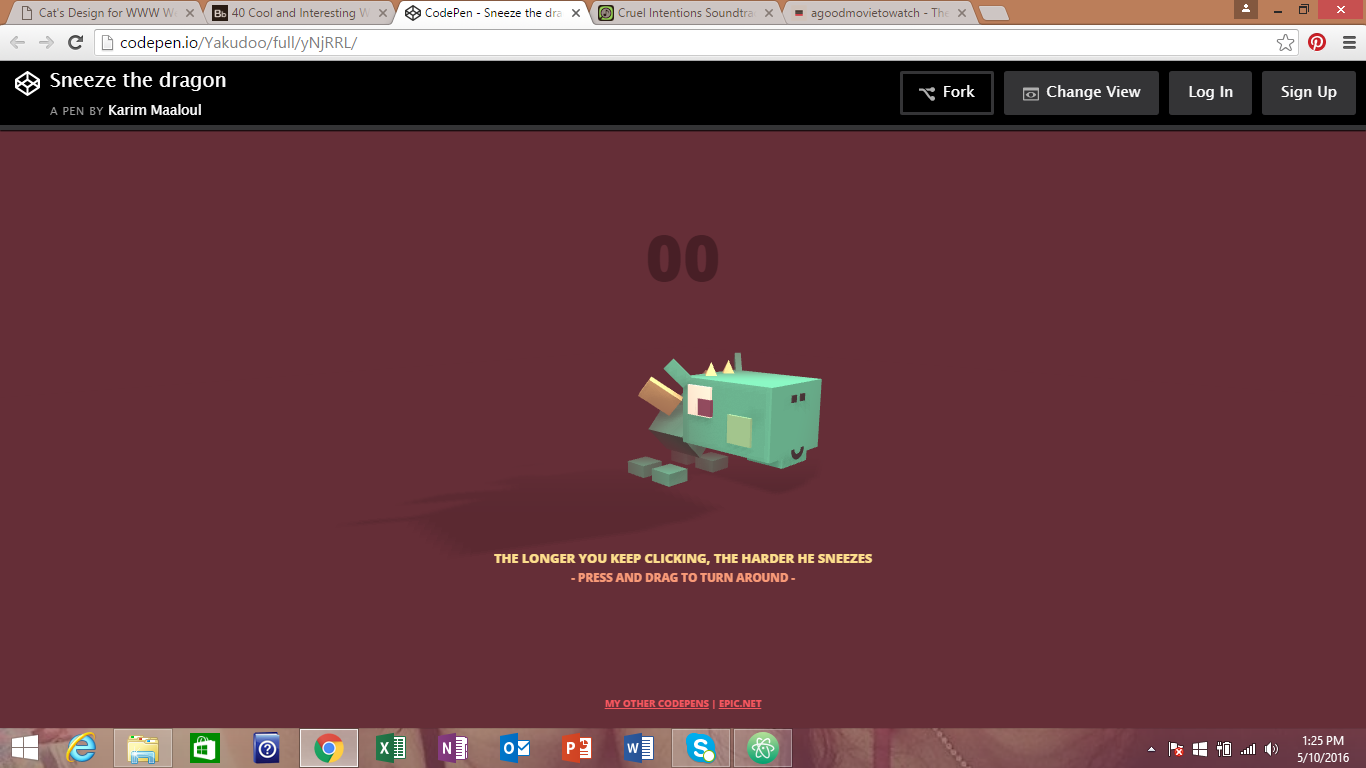 Cat's Design for WWW W
Bb 40 Cool and Interesting W
CodePen - Sneeze the dra
Cruel Intentions Soundtra
agoodmovietowatch - The
codepen.io/Yakudoo/full/yNjRRL/
Sneeze the dragon
A PEN BY Karim Maaloul
Fork
Change View
Log In
Sign Up
00
THE LONGER YOU KEEP CLICKING, THE HARDER HE SNEEZES
- PRESS AND DRAG TO TURN AROUND -
MY OTHER CODEPENS | EPIC.NET
1:25 PM
5/10/2016